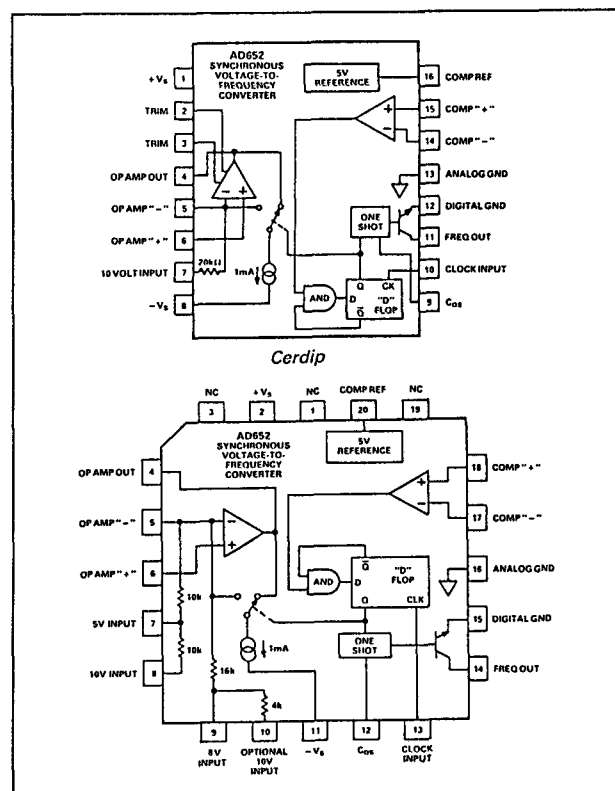 AD652
SYNCHRONOUS
VOLTAGE-TO-
FREQUENCY
CONVERTER
5V
REFERENCE
+VS 1
TRIM 2
TRIM 3
OP AMP OUT 4
OP AMP "–" 5
OP AMP "+" 6
10 VOLT INPUT 7
–VS 8
20kΩ
1mA
AND
ONE
SHOT
Q CK
D "D"
Q̅ FLOP
16 COMP REF
15 COMP "+"
14 COMP "–"
13 ANALOG GND
12 DIGITAL GND
11 FREQ OUT
10 CLOCK INPUT
9 COS
+
–
– +
Cerdip
NC +VS NC COMP REF NC
3 2 1 20 19
AD652
SYNCHRONOUS
VOLTAGE-TO-
FREQUENCY
CONVERTER
5V
REFERENCE
OP AMP OUT 4
OP AMP "–" 5
OP AMP "+" 6
5V INPUT 7
10V INPUT 8
10k
10k
16k
4k
–
+
1mA
+
–
AND
Q̅ "D"
D FLOP
Q CLK
ONE
SHOT
18 COMP "+"
17 COMP "–"
16 ANALOG GND
15 DIGITAL GND
14 FREQ OUT
9 10 11 12 13
8V
INPUT
OPTIONAL
10V
INPUT
–VS
COS
CLOCK
INPUT